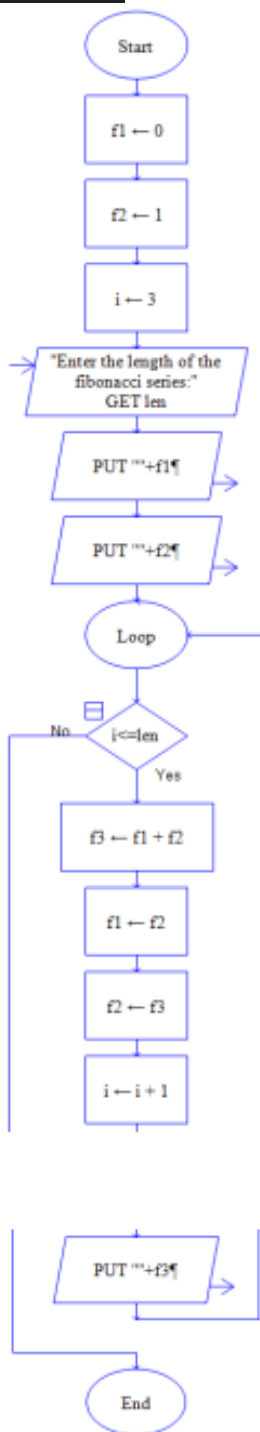 Start
f1 ← 0
f2 ← 1
i ← 3
"Enter the length of the
fibonacci series:"
GET len
PUT ""+f1¶
PUT ""+f2¶
Loop
No
i<=len
Yes
f3 ← f1 + f2
f1 ← f2
f2 ← f3
i ← i + 1
PUT ""+f3¶
End